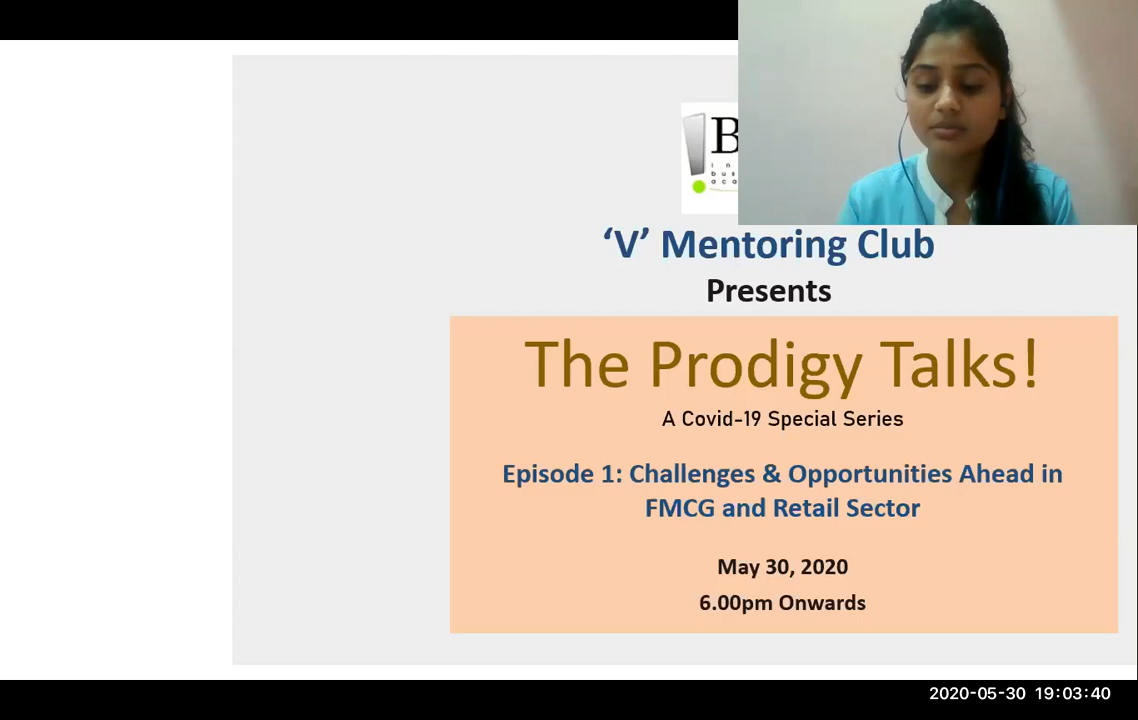 B
‘V’ Mentoring Club
Presents
The Prodigy Talks!
A Covid-19 Special Series
Episode 1: Challenges & Opportunities Ahead in
FMCG and Retail Sector
May 30, 2020
6.00pm Onwards
2020-05-30 19:03:40